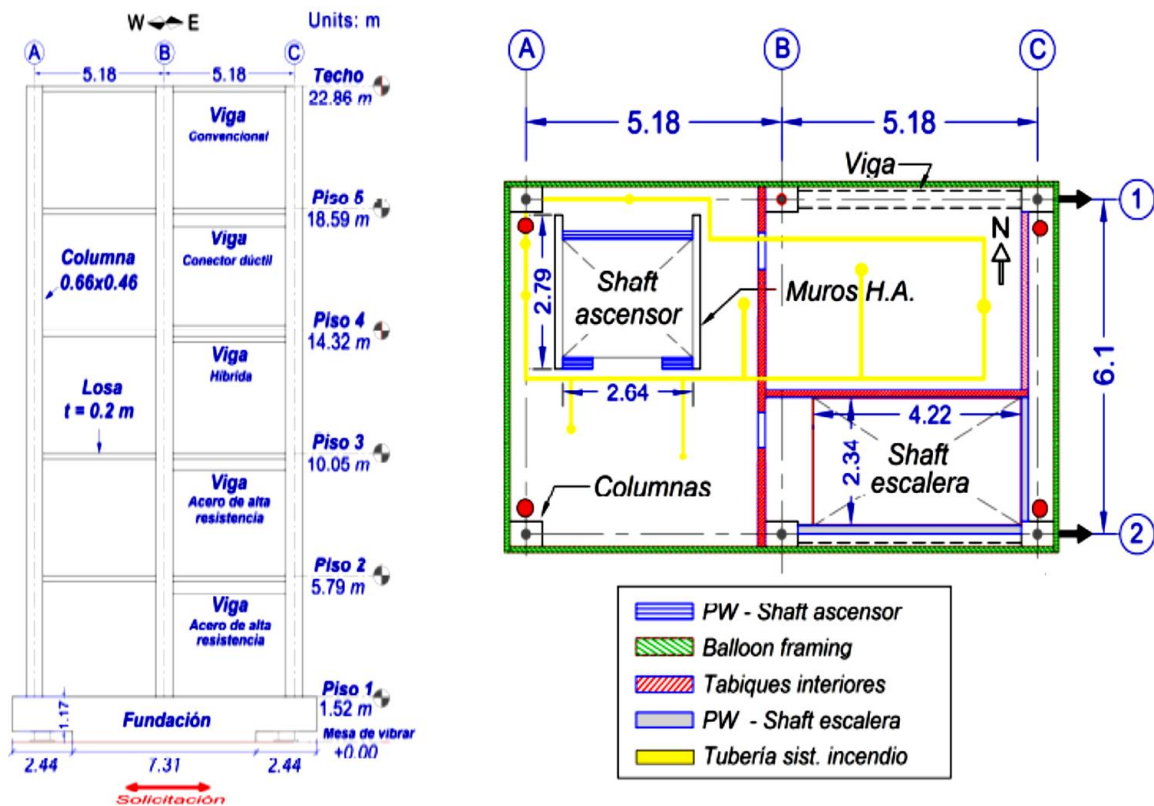 W E
Units: m
A
B
C
5.18
5.18
Techo
22.86 m
Viga
Convencional
Piso 5
18.59 m
Viga
Conector dúctil
Columna
0.66x0.46
Piso 4
14.32 m
Viga
Híbrida
Losa
t = 0.2 m
Piso 3
10.05 m
Viga
Acero de alta
resistencia
Piso 2
5.79 m
Viga
Acero de alta
resistencia
Piso 1
1.52 m
1.17
Fundación
Mesa de vibrar
+0.00
2.44
7.31
2.44
Solicitación
A
B
C
5.18
5.18
Viga
1
N
2.79
Shaft
ascensor
Muros H.A.
6.1
2.64
4.22
2.34
Shaft
escalera
Columnas
2
PW - Shaft ascensor
Balloon framing
Tabiques interiores
PW - Shaft escalera
Tubería sist. incendio